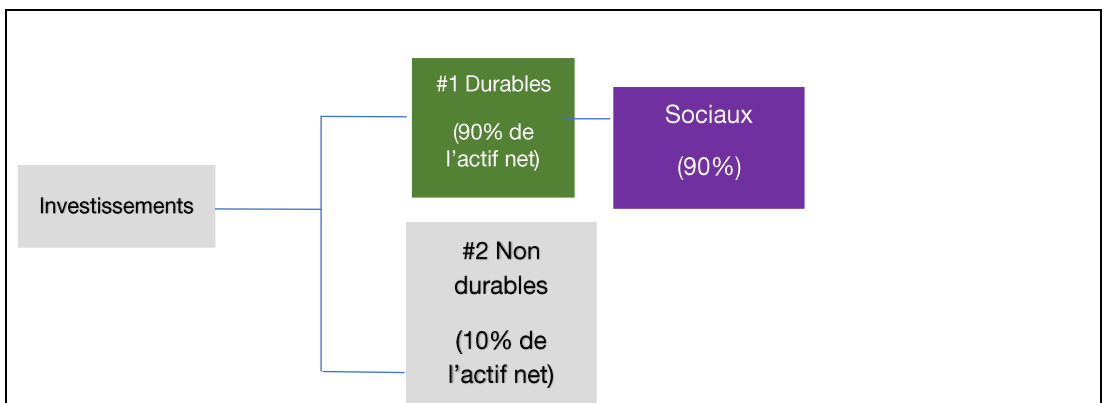 Investissements
#1 Durables
(90% de
l’actif net)
Sociaux
(90%)
#2 Non
durables
(10% de
l’actif net)